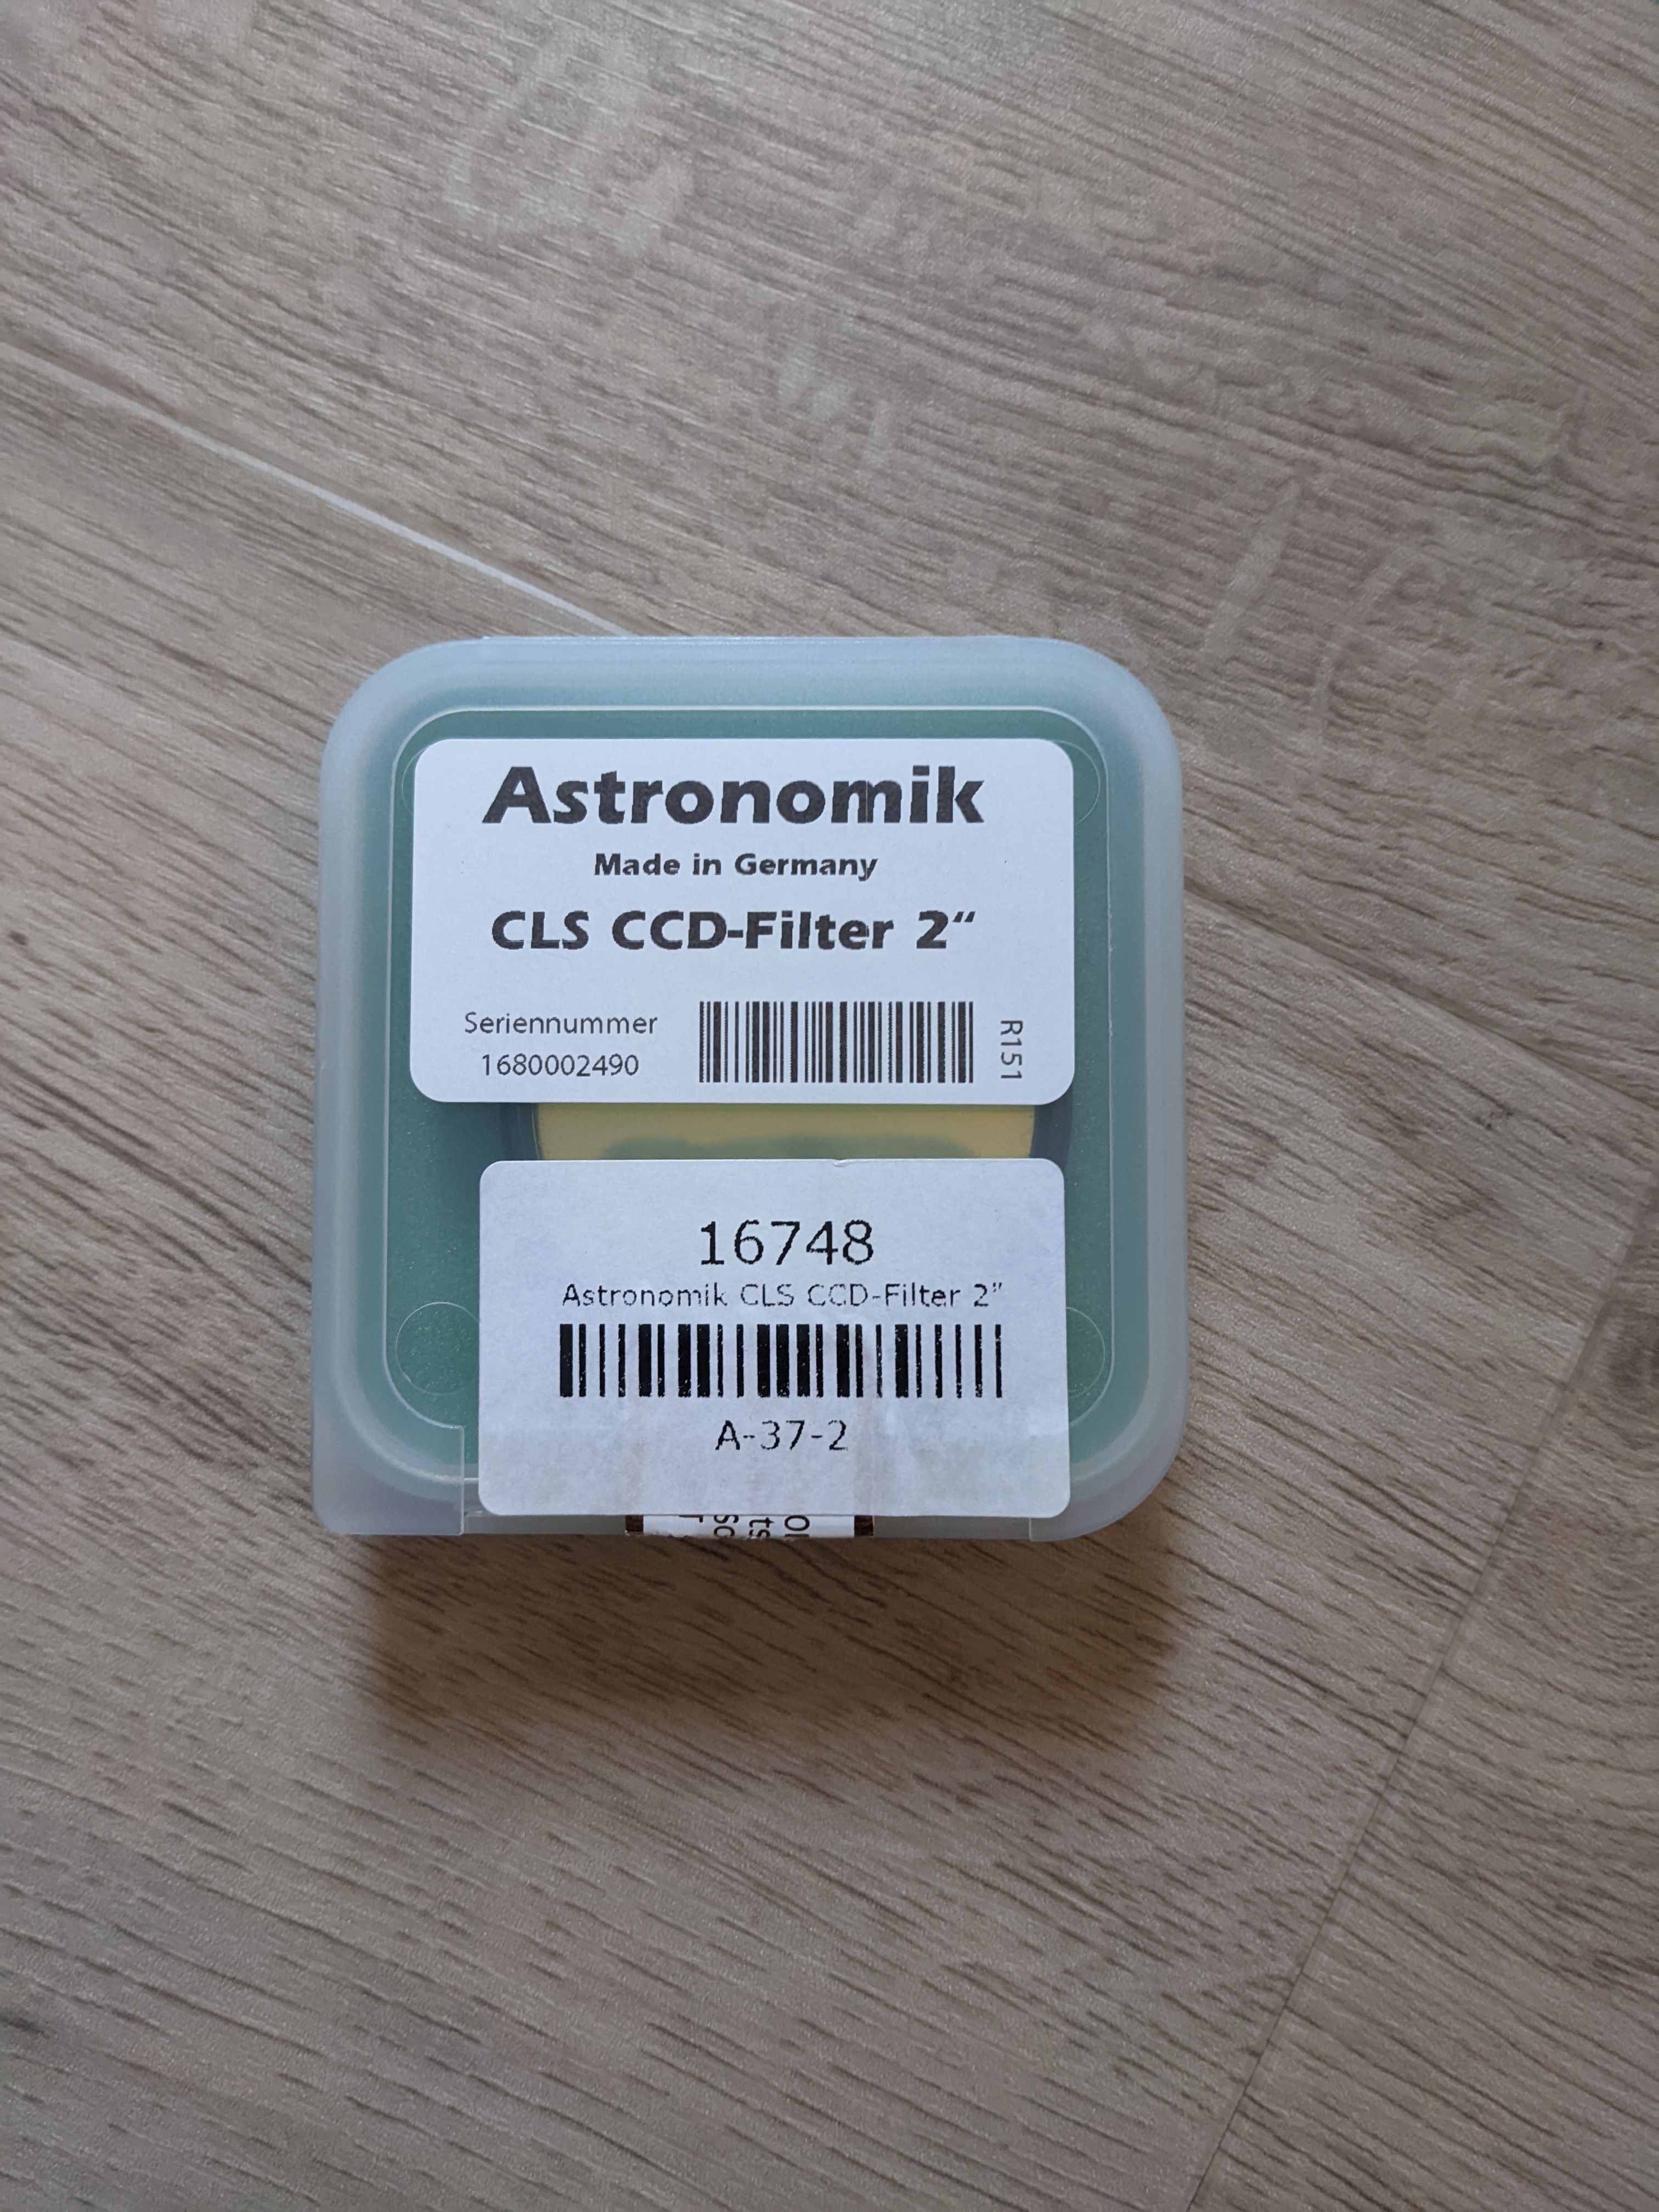 Astronomik
Made in Germany
CLS CCD-Filter 2“
Seriennummer
1680002490
R151
16748
Astronomik CLS CCD-Filter 2"
A-37-2